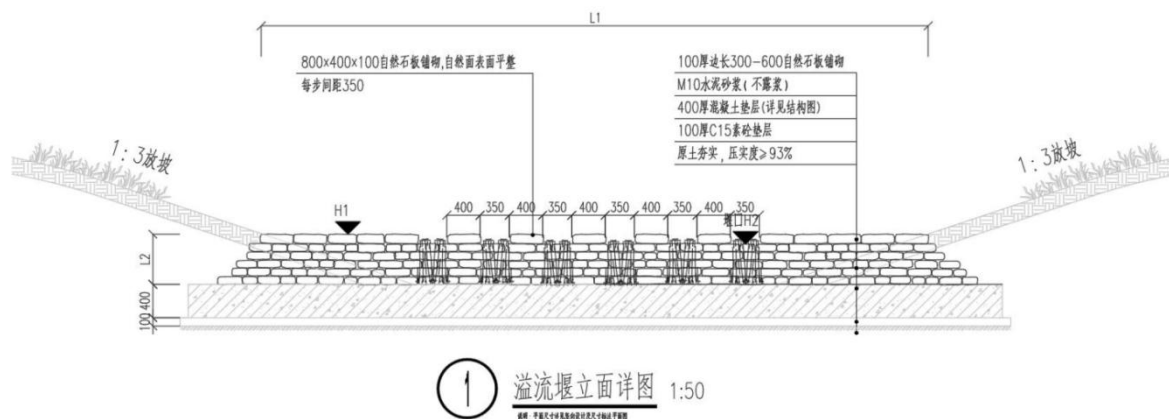 L1
800×400×100自然石板铺砌,自然面表面平整
每步间距350
100厚边长300-600自然石板铺砌
M10水泥砂浆(不露浆)
400厚混凝土垫层(详见结构图)
100厚C15素砼垫层
原土夯实,压实度≥93%
1:3放坡
1:3放坡
400 350 400 350 400 350 400 350 400 350
H1
堰口H2
L2
400
100
1 溢流堰立面详图 1:50